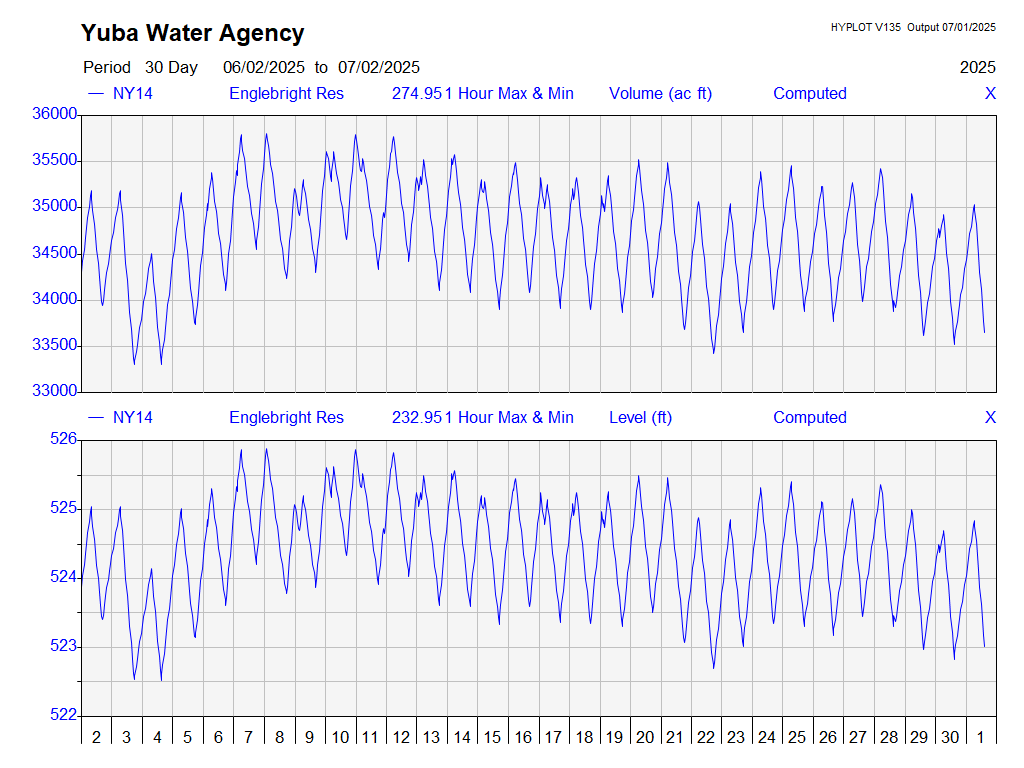 Yuba Water Agency
HYPLOT V135 Output 07/01/2025
Period 30 Day 06/02/2025 to 07/02/2025 2025
— NY14 Englebright Res 274.951 Hour Max & Min Volume (ac ft) Computed X
36000
35500
35000
34500
34000
33500
33000
— NY14 Englebright Res 232.951 Hour Max & Min Level (ft) Computed X
526
525
524
523
522
2 3 4 5 6 7 8 9 10 11 12 13 14 15 16 17 18 19 20 21 22 23 24 25 26 27 28 29 30 1